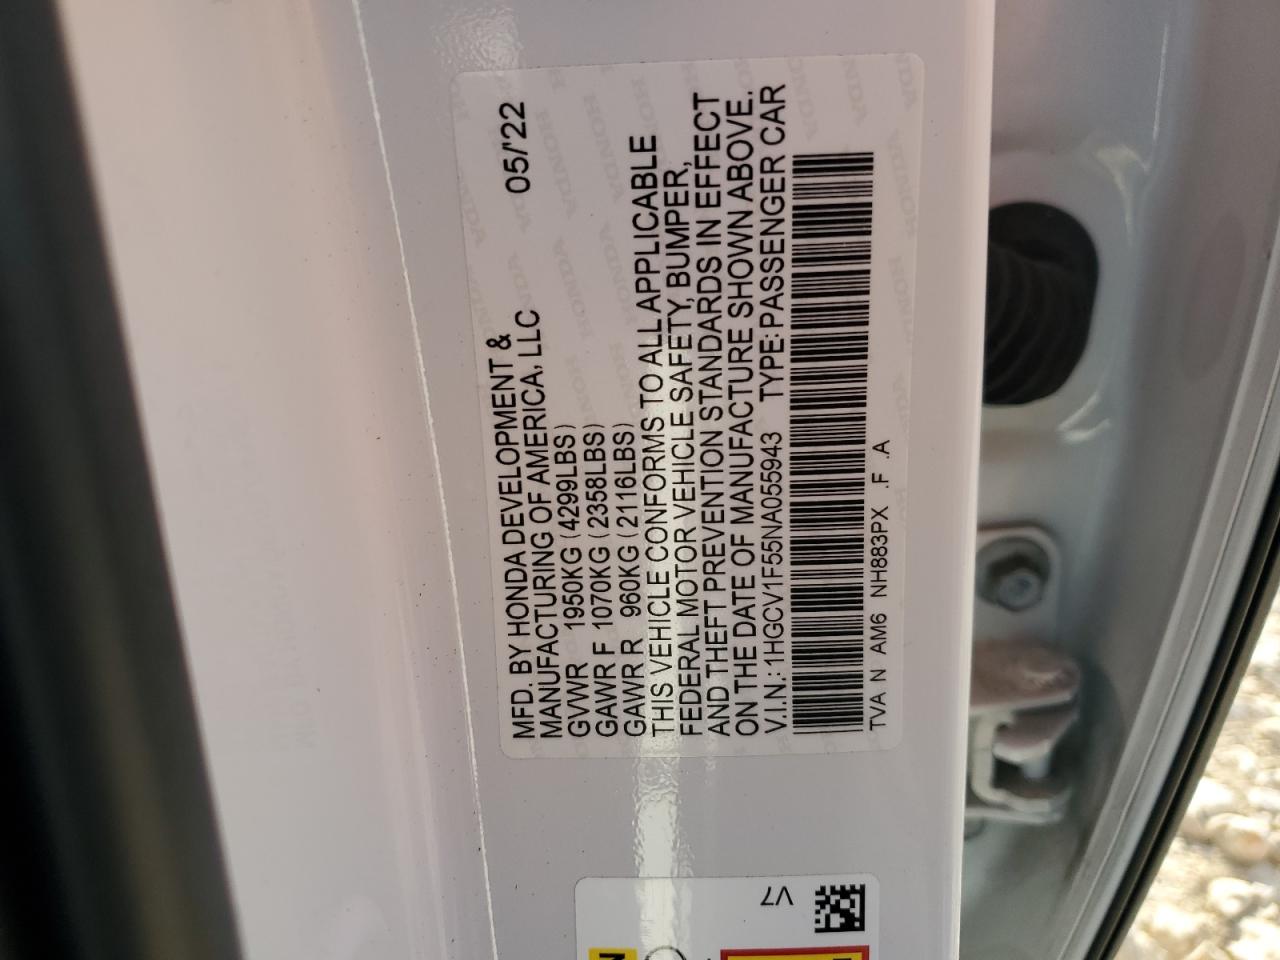 MFD. BY HONDA DEVELOPMENT & 05/'22
MANUFACTURING OF AMERICA, LLC
GVWR 1950KG (4299LBS)
GAWR F 1070KG (2358LBS)
GAWR R 960KG (2116LBS)
THIS VEHICLE CONFORMS TO ALL APPLICABLE
FEDERAL MOTOR VEHICLE SAFETY, BUMPER,
AND THEFT PREVENTION STANDARDS IN EFFECT
ON THE DATE OF MANUFACTURE SHOWN ABOVE.
V.I.N.: 1HGCV1F55NA055943 TYPE: PASSENGER CAR
TVA N AM6 NH883PX .F .A
V7